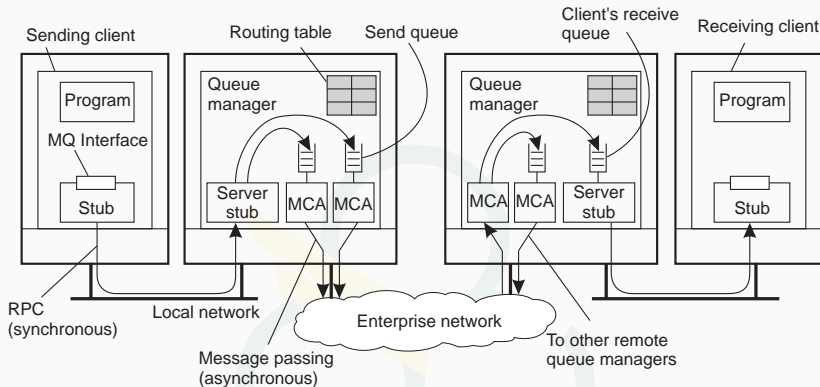 Sending client
Routing table
Send queue
Client's receive
queue
Receiving client
Program
MQ Interface
Stub
Queue
manager
Server
stub
MCA
MCA
Queue
manager
MCA
MCA
Server
stub
Program
Stub
RPC
(synchronous)
Local network
Message passing
(asynchronous)
Enterprise network
To other remote
queue managers